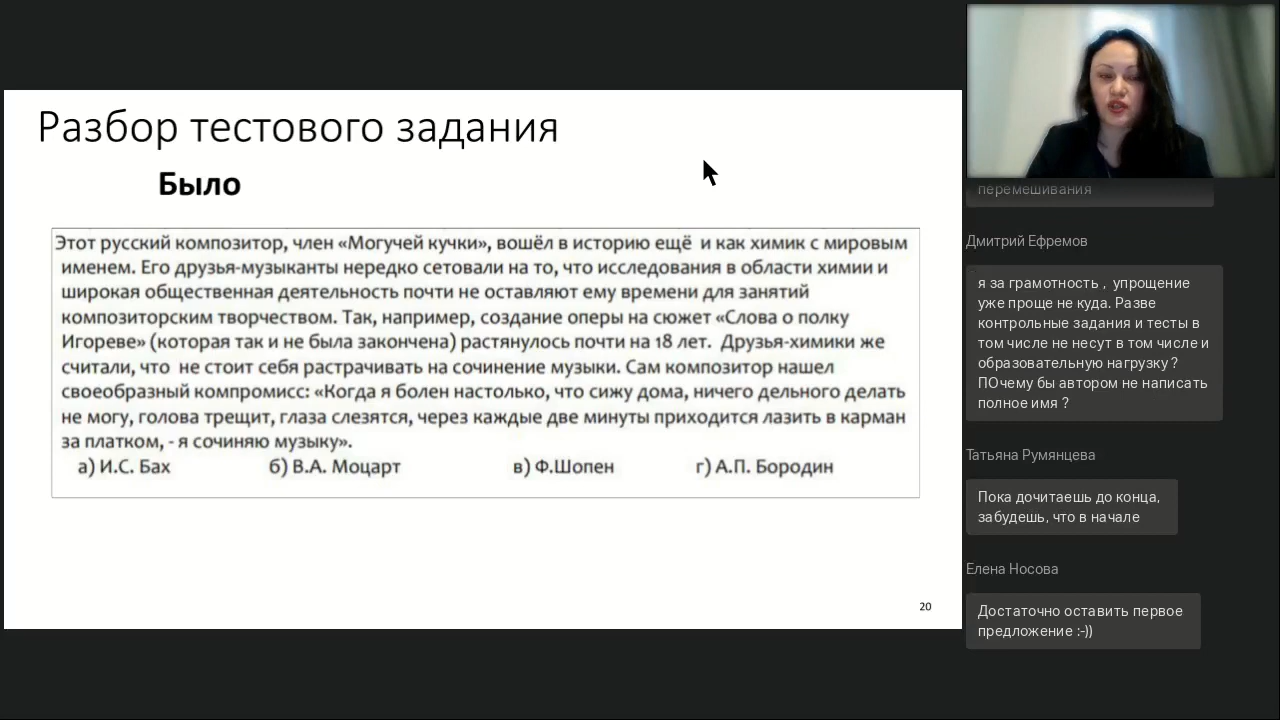 Разбор тестового задания
Было
Этот русский композитор, член «Могучей кучки», вошёл в историю ещё и как химик с мировым
именем. Его друзья-музыканты нередко сетовали на то, что исследования в области химии и
широкая общественная деятельность почти не оставляют ему времени для занятий
композиторским творчеством. Так, например, создание оперы на сюжет «Слова о полку
Игореве» (которая так и не была закончена) растянулось почти на 18 лет. Друзья-химики же
считали, что не стоит себя растрачивать на сочинение музыки. Сам композитор нашел
своеобразный компромисс: «Когда я болен настолько, что сижу дома, ничего дельного делать
не могу, голова трещит, глаза слезятся, через каждые две минуты приходится лазить в карман
за платком, - я сочиняю музыку».
а) И.С. Бах б) В.А. Моцарт в) Ф.Шопен г) А.П. Бородин
20
перемешивания
Дмитрий Ефремов
я за грамотность , упрощение
уже проще не куда. Разве
контрольные задания и тесты в
том числе не несут в том числе и
образовательную нагрузку ?
ПОчему бы автором не написать
полное имя ?
Татьяна Румянцева
Пока дочитаешь до конца,
забудешь, что в начале
Елена Носова
Достаточно оставить первое
предложение :-))